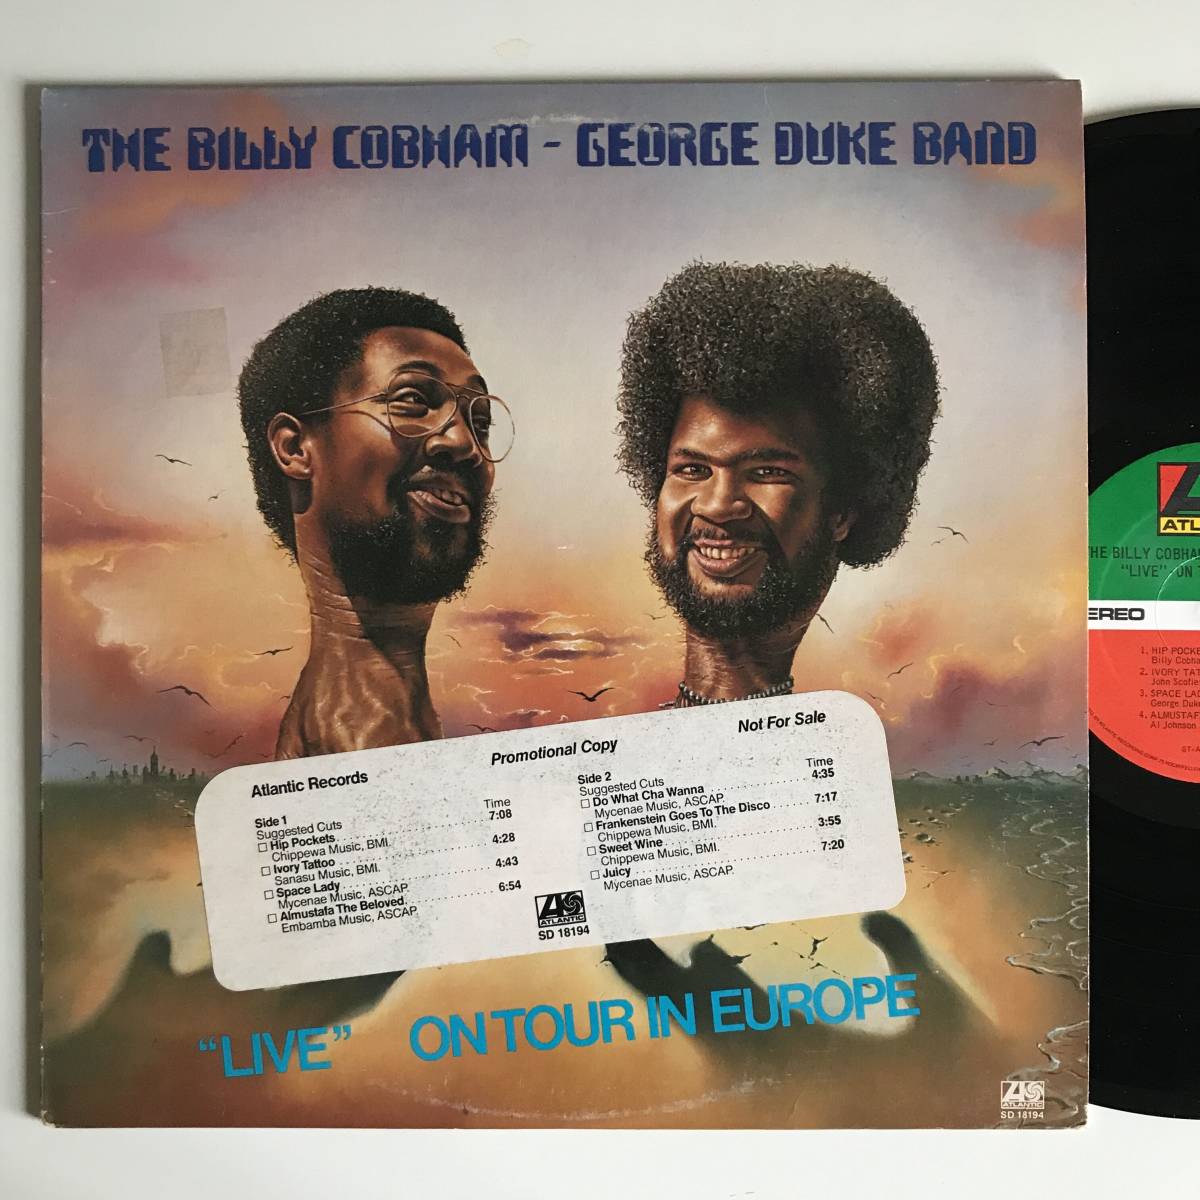 THE BILLY COBHAM - GEORGE DUKE BAND
Atlantic Records
Promotional Copy
Not For Sale
Side 1
Time
Suggested Cuts
7:08
Hip Pockets
Chippewa Music, BMI.
4:28
Ivory Tattoo
Sanasu Music, BMI.
4:43
Space Lady
Mycenae Music, ASCAP.
6:54
Almustafa The Beloved
Embamba Music, ASCAP.
Side 2
Time
Suggested Cuts
4:35
Do What Cha Wanna
Mycenae Music, ASCAP.
7:17
Frankenstein Goes To The Disco
Chippewa Music, BMI.
3:55
Sweet Wine
Chippewa Music, BMI.
7:20
Juicy
Mycenae Music, ASCAP.
ATLANTIC
SD 18194
"LIVE" ON TOUR IN EUROPE
ATLANTIC
SD 18194
ATL
THE BILLY COBHA
"LIVE" ON T
EREO
1. HIP POCKE
Billy Cobha
2. IVORY TAT
John Scofie
3. SPACE LAD
George Duk
4. ALMUSTAF
Al Johnson
ST-A